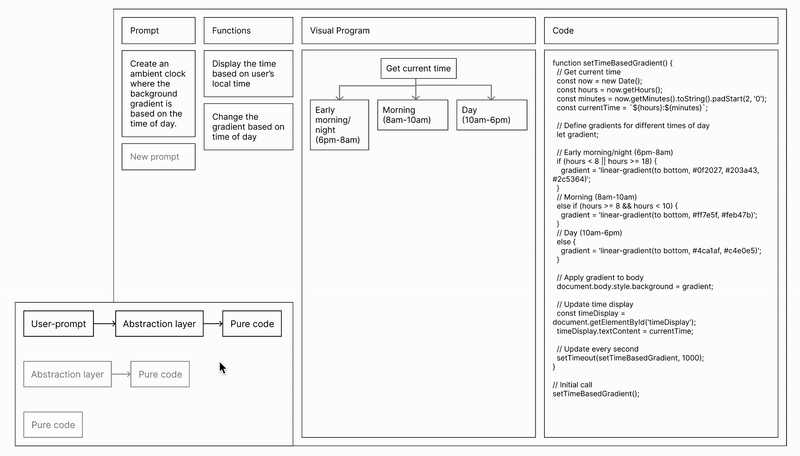 Prompt
Functions
Visual Program
Code
Create an
ambient clock
where the
background
gradient is
based on the
time of day.
New prompt
Display the time
based on user's
local time
Change the
gradient based on
time of day
Get current time
Early
morning/
night
(6pm-8am)
Morning
(8am-10am)
Day
(10am-6pm)
function setTimeBasedGradient() {
// Get current time
const now = new Date();
const hours = now.getHours();
const minutes = now.getMinutes().toString().padStart(2, '0');
const currentTime = `${hours}:${minutes}`;
// Define gradients for different times of day
let gradient;
// Early morning/night (6pm-8am)
if (hours < 8 || hours >= 18) {
gradient = 'linear-gradient(to bottom, #0f2027, #203a43,
#2c5364)';
}
// Morning (8am-10am)
else if (hours >= 8 && hours < 10) {
gradient = 'linear-gradient(to bottom, #ff7e5f, #feb47b)';
}
// Day (10am-6pm)
else {
gradient = 'linear-gradient(to bottom, #4ca1af, #c4e0e5)';
}
// Apply gradient to body
document.body.style.background = gradient;
// Update time display
const timeDisplay =
document.getElementById('timeDisplay');
timeDisplay.textContent = currentTime;
// Update every second
setTimeout(setTimeBasedGradient, 1000);
}
// Initial call
setTimeBasedGradient();
User-prompt
Abstraction layer
Pure code
Abstraction layer
Pure code
Pure code